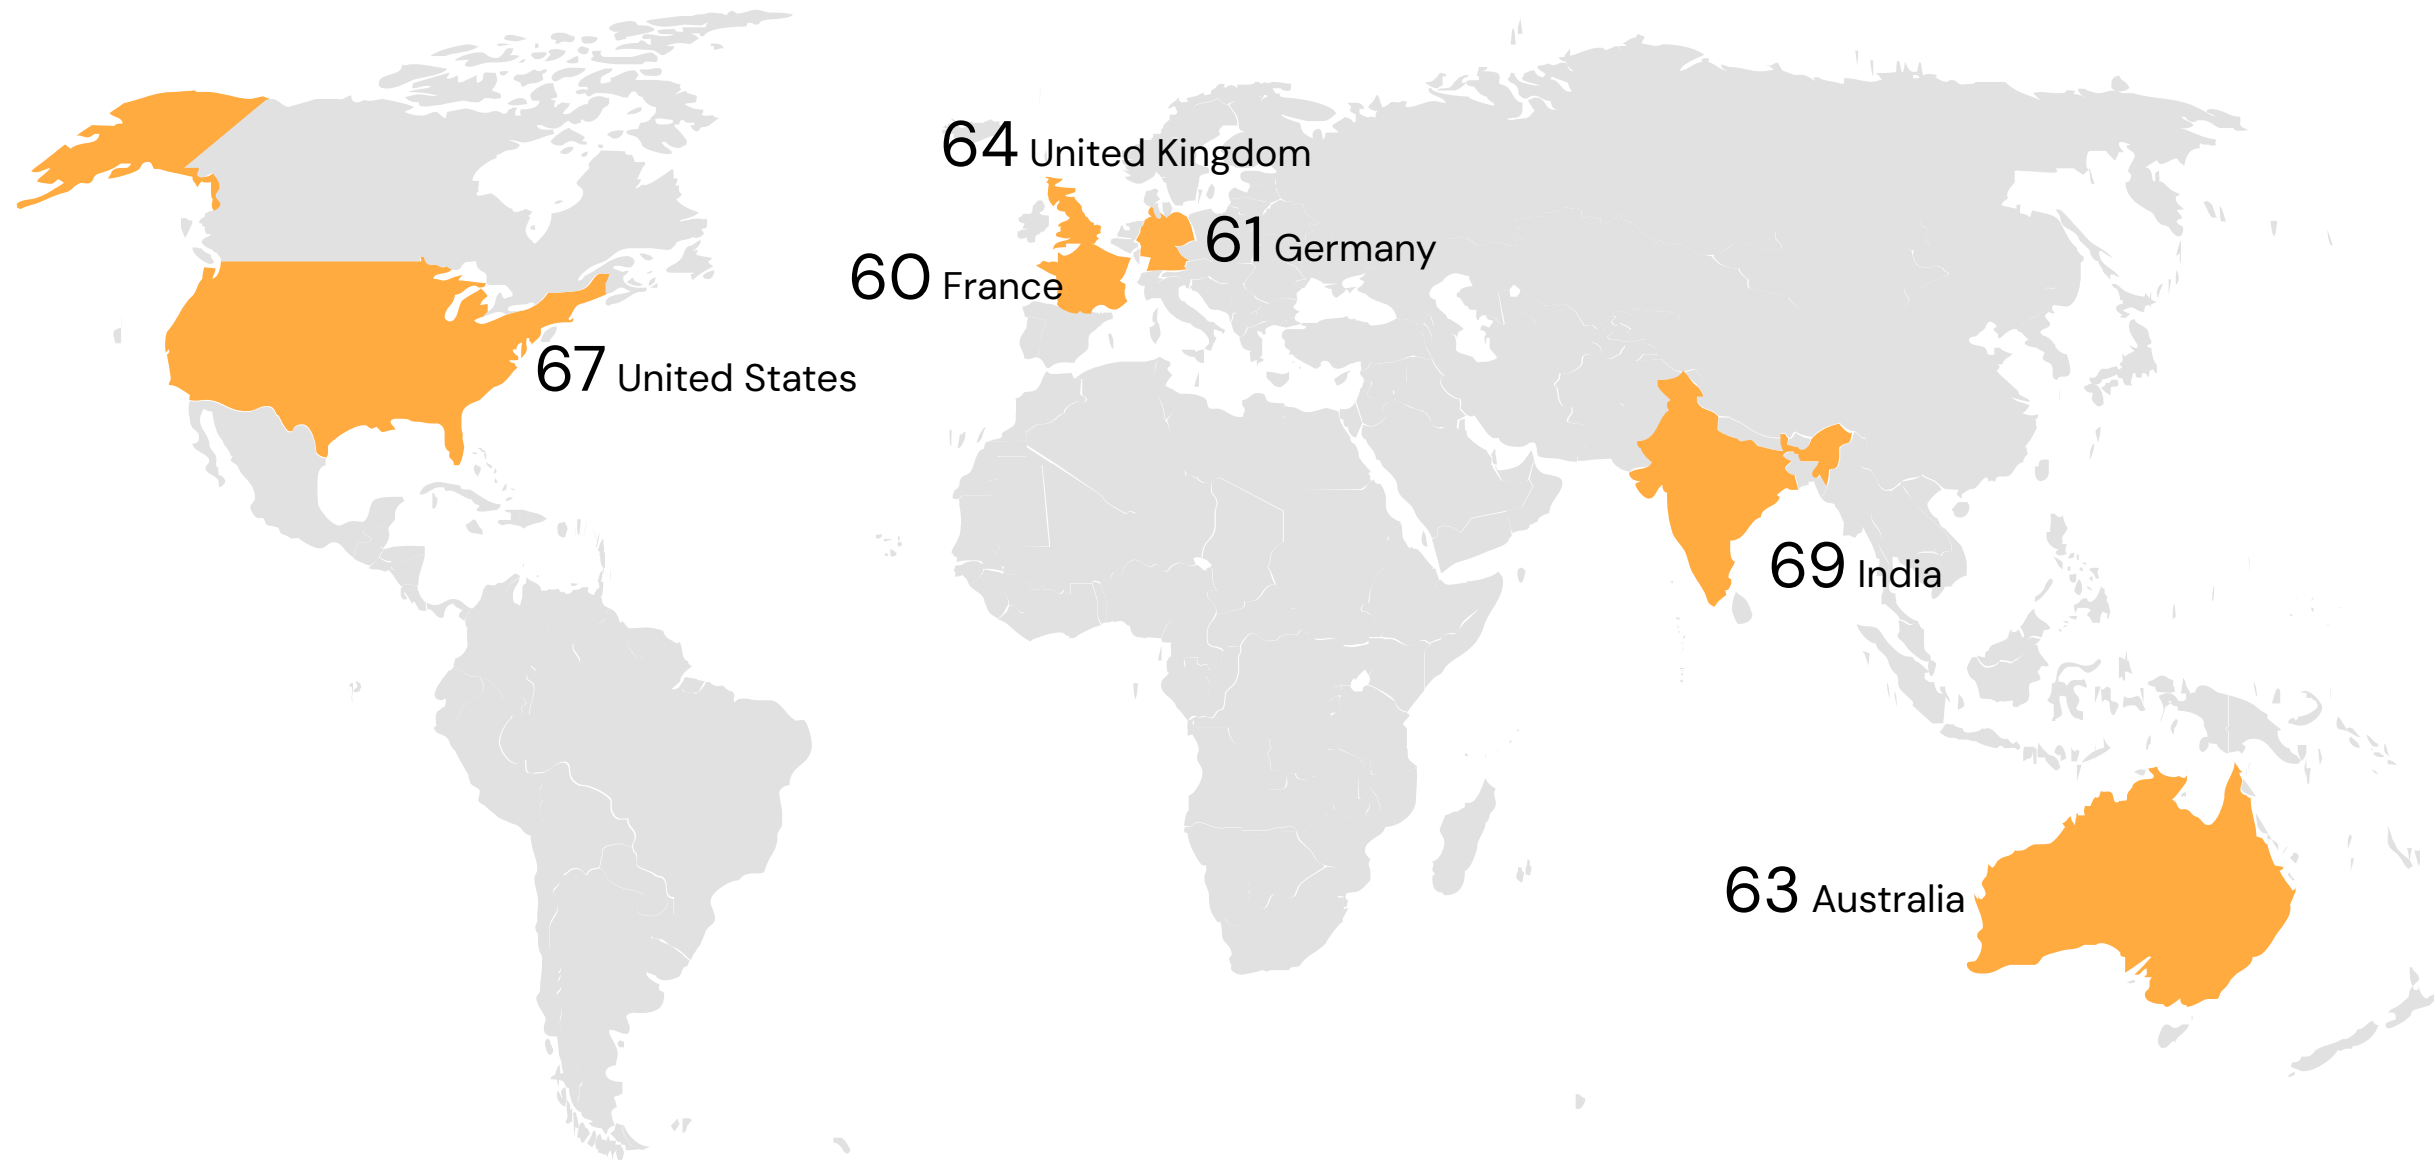 64 United Kingdom
61 Germany
60 France
67 United States
69 India
63 Australia